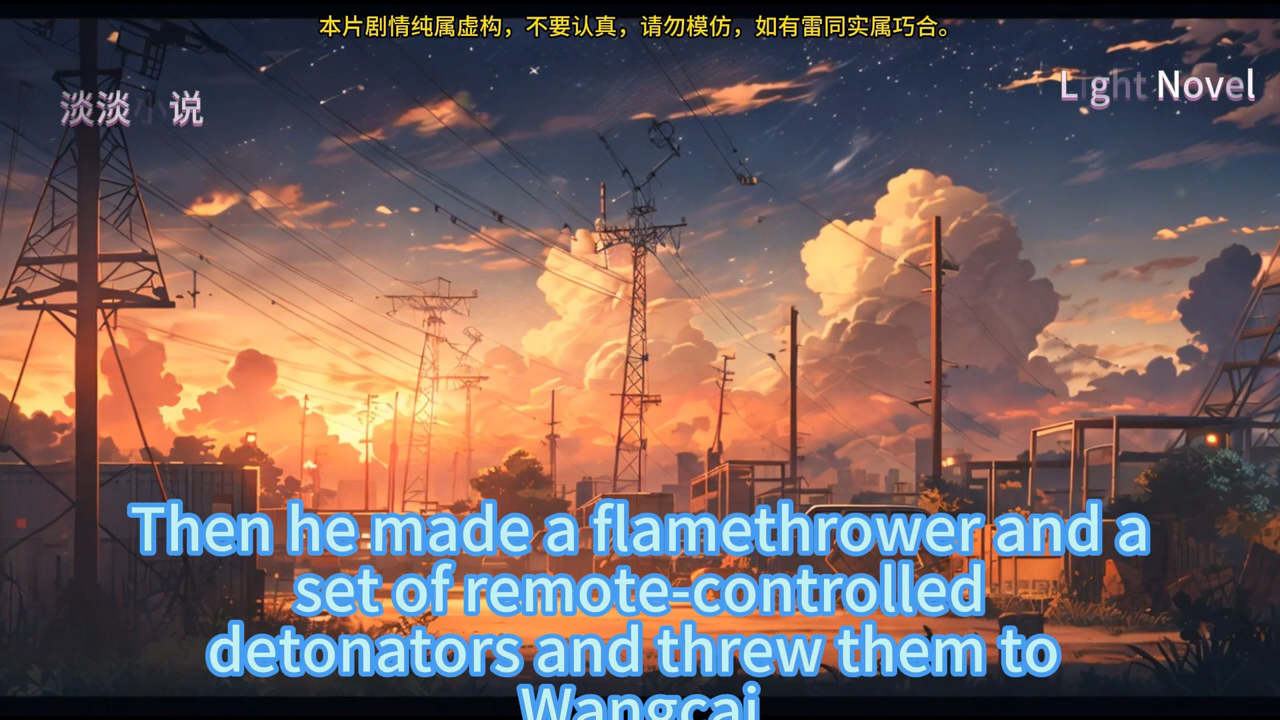 本片剧情纯属虚构，不要认真，请勿模仿，如有雷同实属巧合。
淡淡小说
Light Novel
Then he made a flamethrower and a
set of remote-controlled
detonators and threw them to
Wangcai